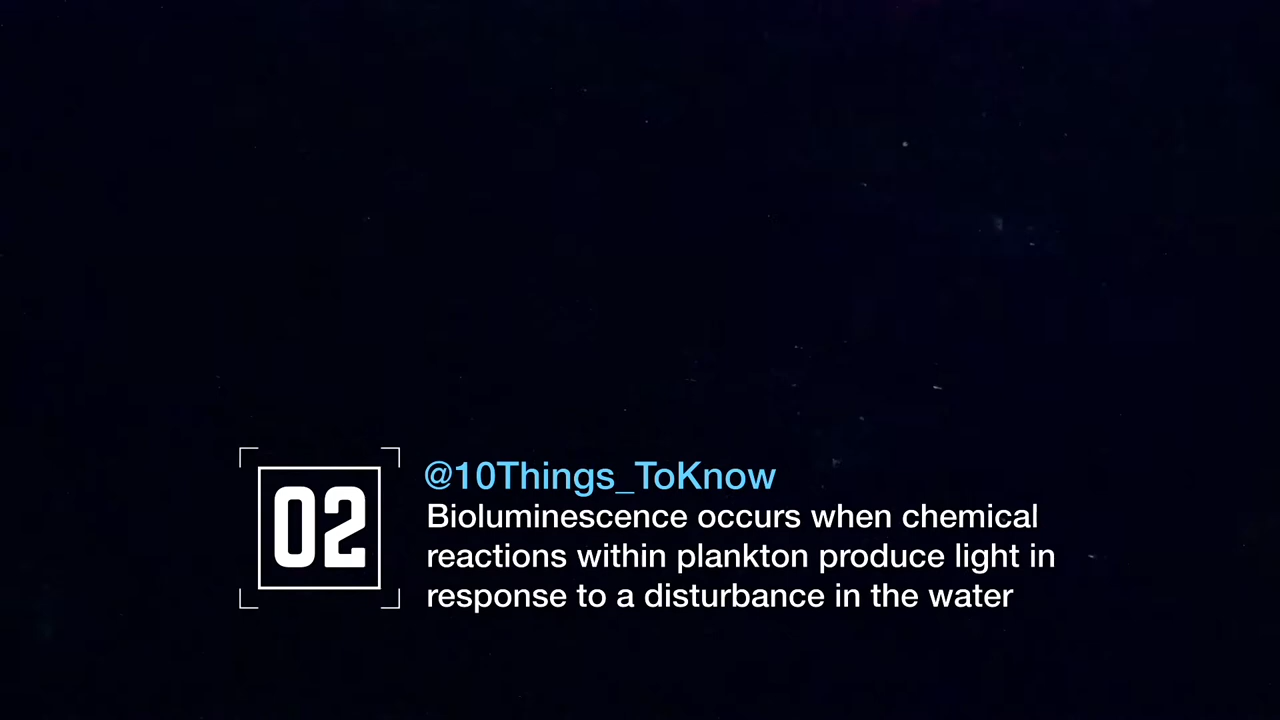 02
@10Things_ToKnow
Bioluminescence occurs when chemical
reactions within plankton produce light in
response to a disturbance in the water